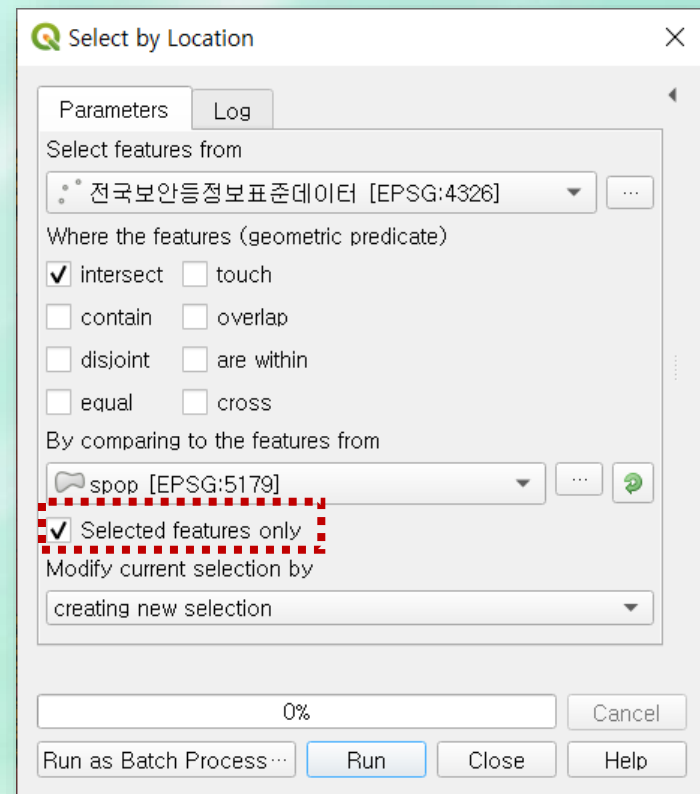 Select by Location
Parameters Log
Select features from
전국보안등정보표준데이터 [EPSG:4326]
Where the features (geometric predicate)
intersect touch
contain overlap
disjoint are within
equal cross
By comparing to the features from
spop [EPSG:5179]
Selected features only
Modify current selection by
creating new selection
0% Cancel
Run as Batch Process… Run Close Help